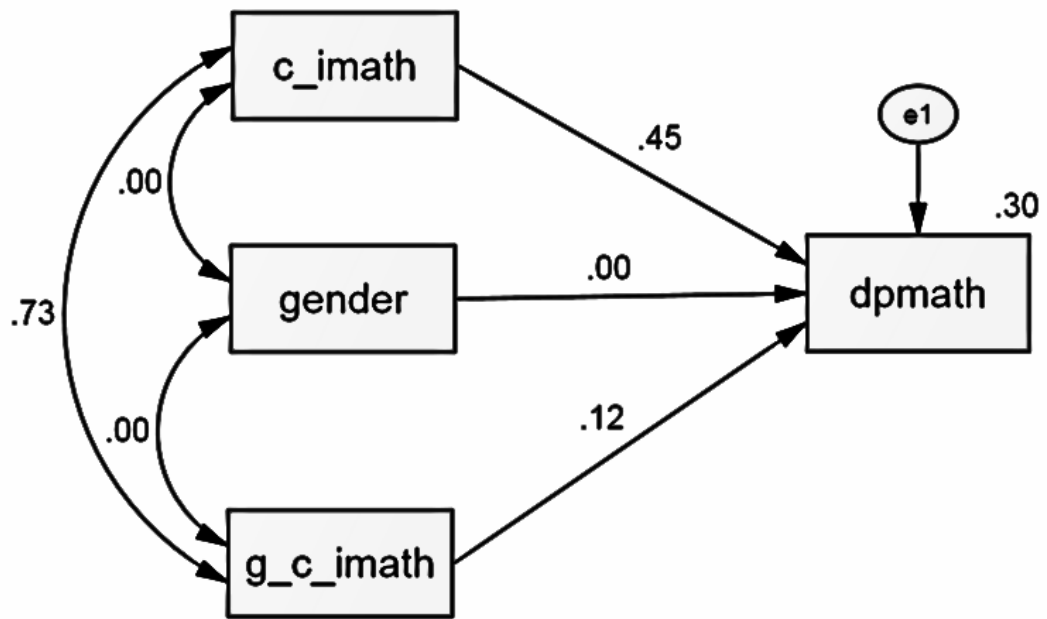 c_imath
e1
.45
.00
.30
gender
.00
dpmath
.73
.12
.00
g_c_imath